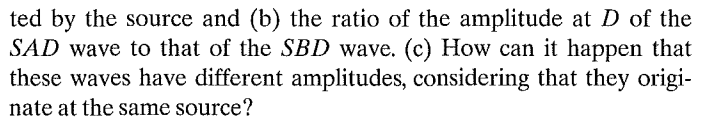 ted by the source and (b) the ratio of the amplitude at D of the
SAD wave to that of the SBD wave. (c) How can it happen that
these waves have different amplitudes, considering that they origi-
nate at the same source?